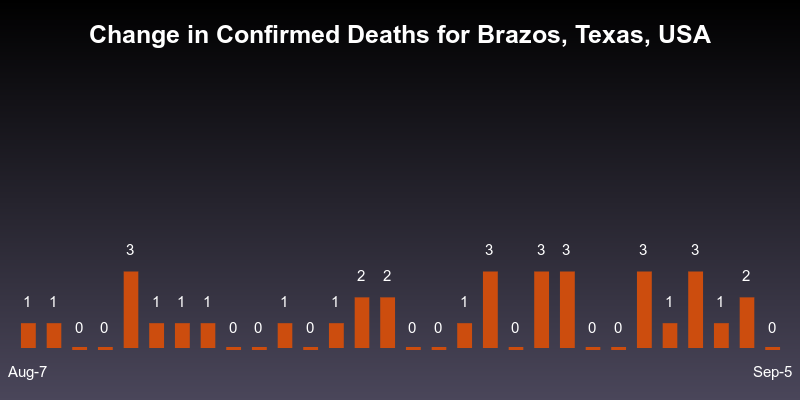 Change in Confirmed Deaths for Brazos, Texas, USA
1 1 0 0 3 1 1 1 0 0 1 0 1 2 2 0 0 1 3 0 3 3 0 0 3 1 3 1 2 0
Aug-7 Sep-5